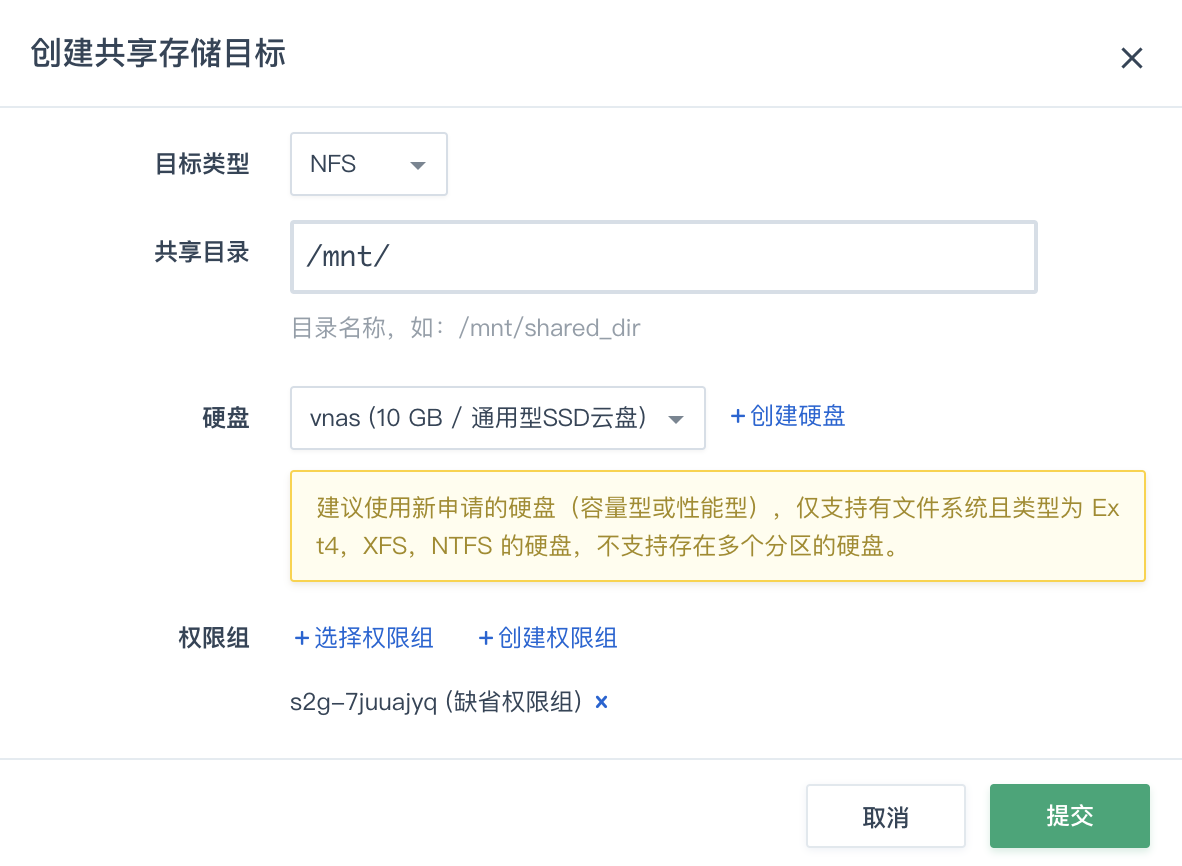 创建共享存储目标
目标类型 NFS
共享目录 /mnt/
目录名称，如：/mnt/shared_dir
硬盘 vnas (10 GB / 通用型SSD云盘) +创建硬盘
建议使用新申请的硬盘（容量型或性能型），仅支持有文件系统且类型为 Ex
t4，XFS，NTFS 的硬盘，不支持存在多个分区的硬盘。
权限组 +选择权限组 +创建权限组
s2g-7juuajyq (缺省权限组) ×
取消 提交